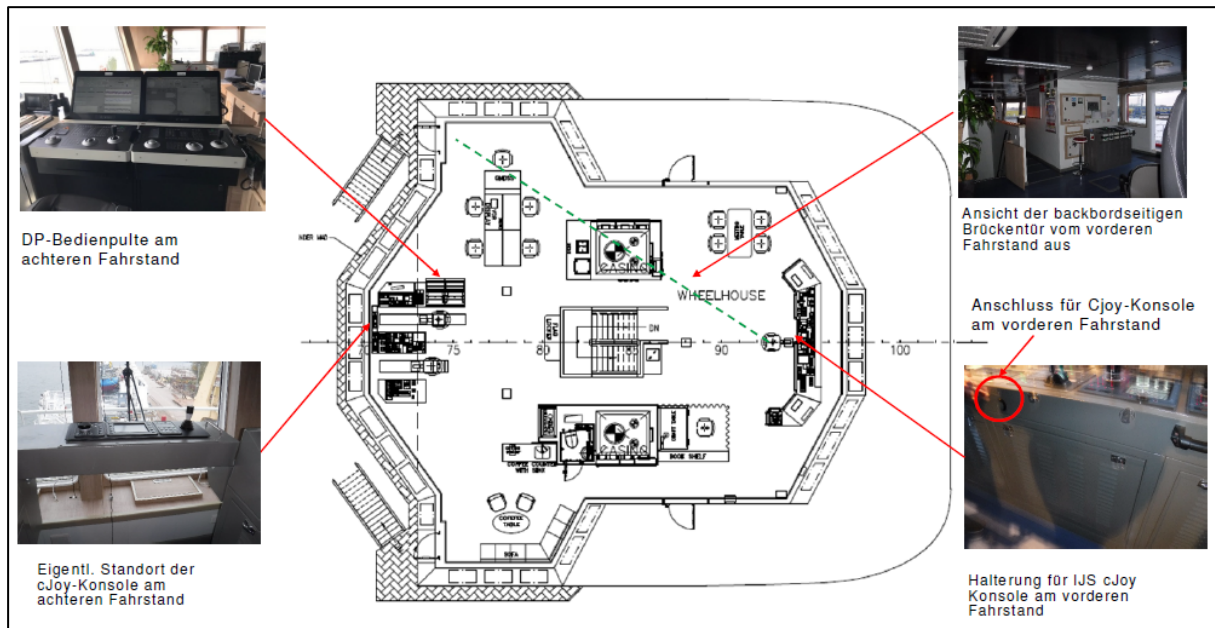 DP-Bedienpulte am
achteren Fahrstand
Eigentl. Standort der
cJoy-Konsole am
achteren Fahrstand
CASING
WHEELHOUSE
DN
75
80
90
100
CASING
BOOK SHELF
COFFEE COUNTER
WITH SINK
COFFEE
TABLE
SOFA
Ansicht der backbordseitigen
Brückentür vom vorderen
Fahrstand aus
Anschluss für Cjoy-Konsole
am vorderen Fahrstand
Halterung für IJS cJoy
Konsole am vorderen
Fahrstand